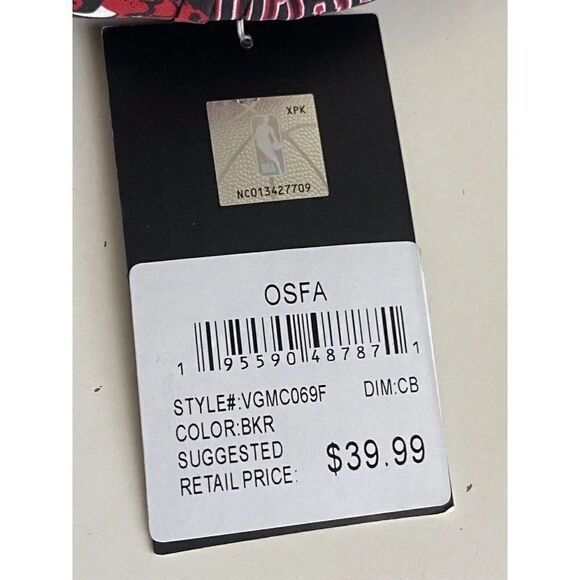 XPK
NBA
NC013427709
OSFA
1 95590 48787 1
STYLE#:VGMC069F DIM:CB
COLOR:BKR
SUGGESTED
RETAIL PRICE: $39.99